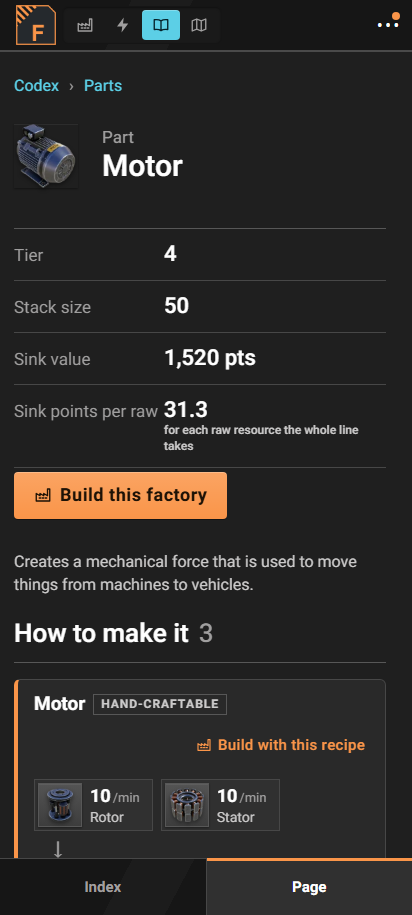 F
Codex › Parts
Part
Motor
Tier 4
Stack size 50
Sink value 1,520 pts
Sink points per raw 31.3
for each raw resource the whole line
takes
Build this factory
Creates a mechanical force that is used to move
things from machines to vehicles.
How to make it 3
Motor HAND-CRAFTABLE
Build with this recipe
10/min 10/min
Rotor Stator
↓
Index Page